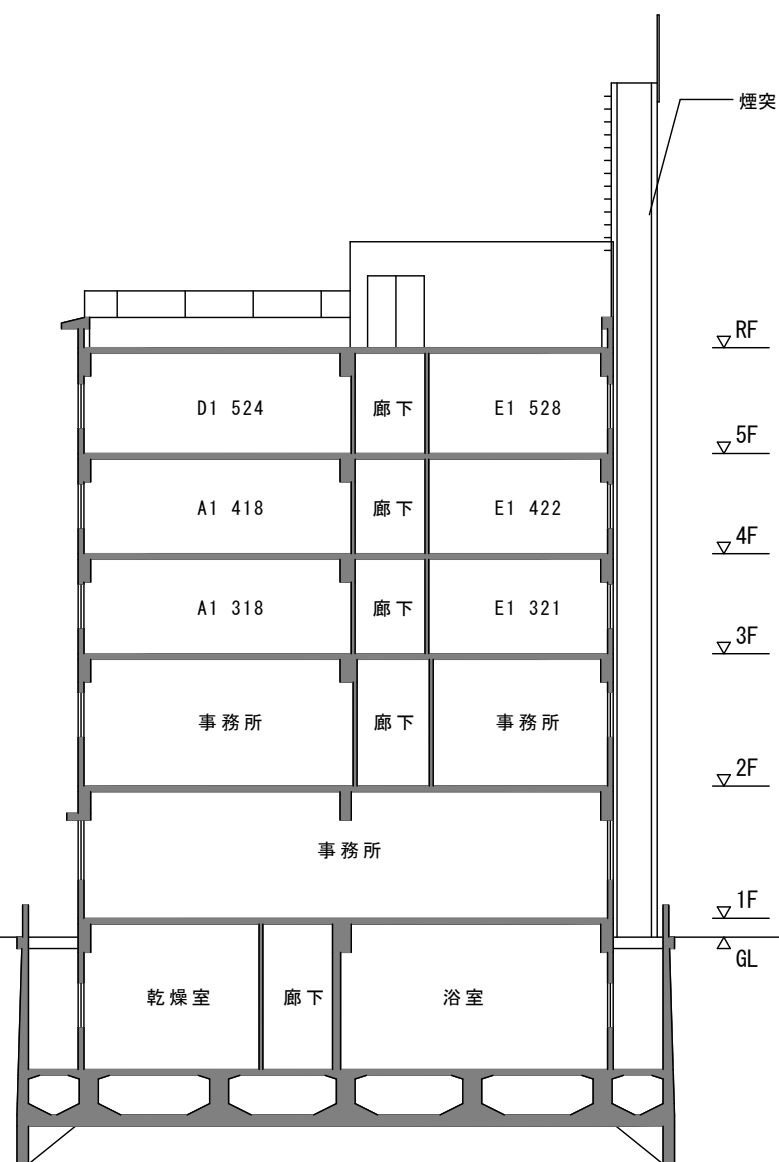 煙突
RF
D1 524 廊下 E1 528
5F
A1 418 廊下 E1 422
4F
A1 318 廊下 E1 321
3F
事務所 廊下 事務所
2F
事務所
1F
GL
乾燥室 廊下 浴室